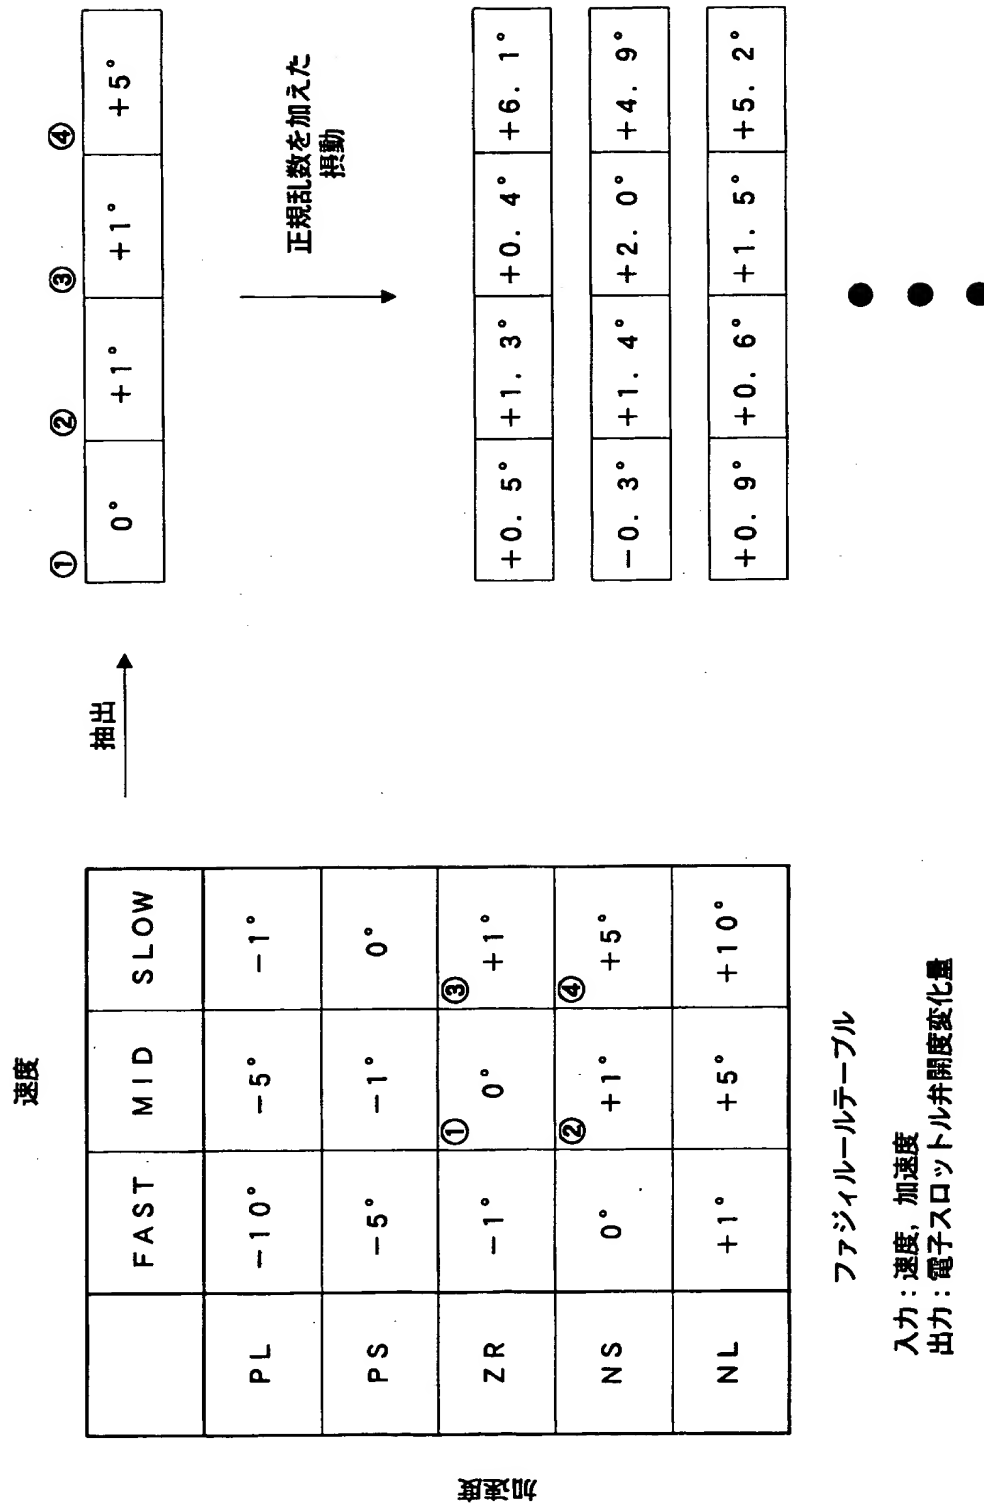 速度
加速度
FAST MID SLOW
PL －10° －5° －1°
PS －5° －1° 0°
ZR －1° ① 0° ③ ＋1°
NS 0° ② ＋1° ④ ＋5°
NL ＋1° ＋5° ＋10°
ファジィルールテーブル
入力：速度，加速度
出力：電子スロットル弁開度変化量
抽出
① ② ③ ④
0° ＋1° ＋1° ＋5°
正規乱数を加えた
摂動
＋0．5° ＋1．3° ＋0．4° ＋6．1°
－0．3° ＋1．4° ＋2．0° ＋4．9°
＋0．9° ＋0．6° ＋1．5° ＋5．2°